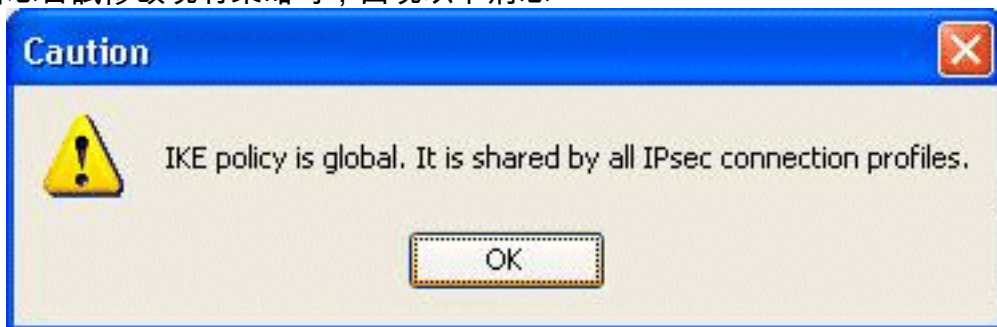 Caution
IKE policy is global. It is shared by all IPsec connection profiles.
OK